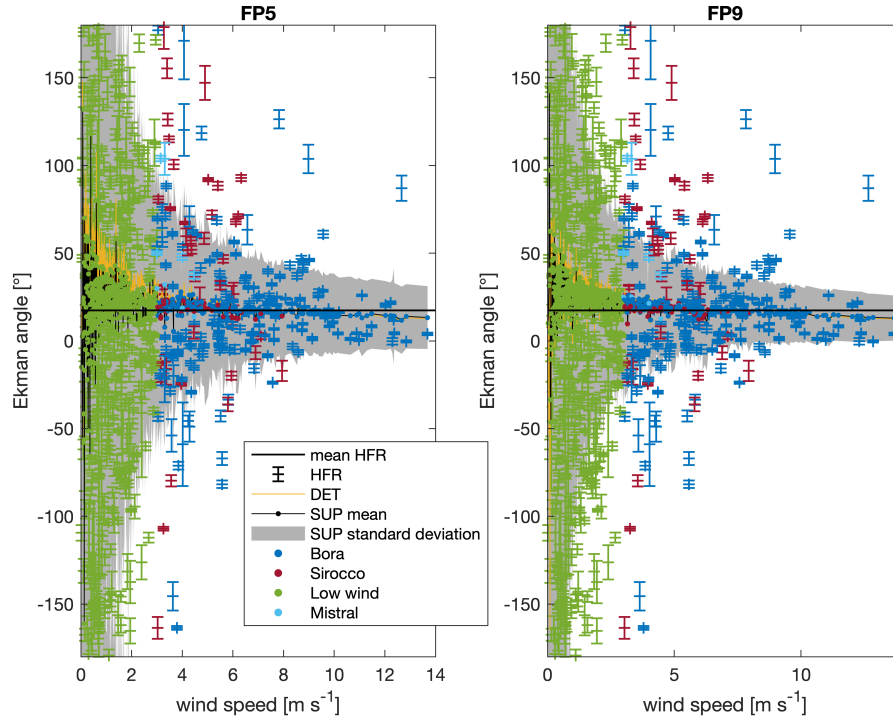 FP5
FP9
150
100
50
0
-50
-100
-150
Ekman angle [°]
0
2
4
6
8
10
12
14
wind speed [m s⁻¹]
mean HFR
HFR
DET
SUP mean
SUP standard deviation
Bora
Sirocco
Low wind
Mistral
150
100
50
0
-50
-100
-150
Ekman angle [°]
0
5
10
wind speed [m s⁻¹]